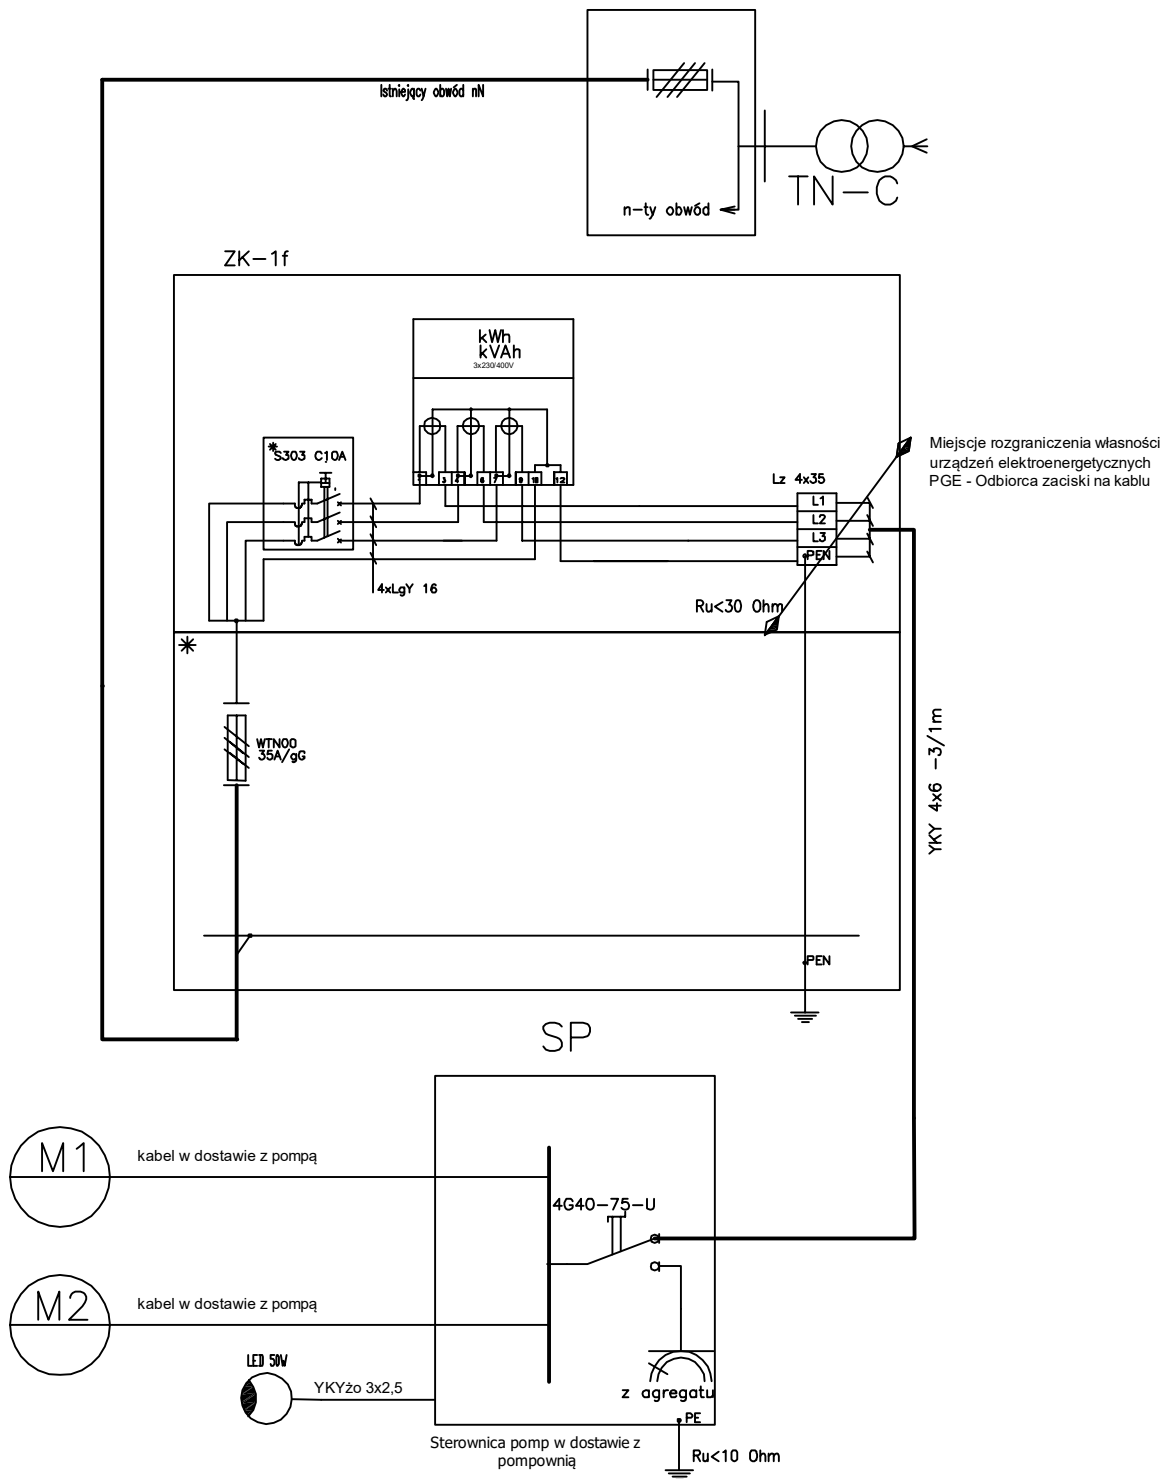 Istniejący obwód nN
TN-C
n-ty obwód
ZK-1f
kWh
kVAh
3x230/400V
* S303 C10A
1 3 4 6 7 9 10 12
Miejscje rozgraniczenia własności
urządzeń elektroenergetycznych
PGE - Odbiorca zaciski na kablu
Lz 4x35
L1
L2
L3
PEN
4xLgY 16
Ru<30 Ohm
*
WTN00
35A/gG
YKY 4x6 -3/1m
PEN
SP
M1
kabel w dostawie z pompą
4G40-75-U
M2
kabel w dostawie z pompą
LED 50W
YKYżo 3x2,5
z agregatu
PE
Sterownica pomp w dostawie z
pompownią
Ru<10 Ohm